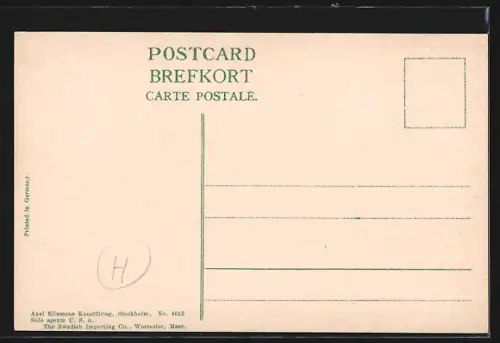 POSTCARD
BREFKORT
CARTE POSTALE.
Printed in Germany.
H
Axel Eliassons Konstförlag, Stockholm. No. 4015
Sole agents U. S. A.
The Swedish Importing Co., Worcester, Mass.